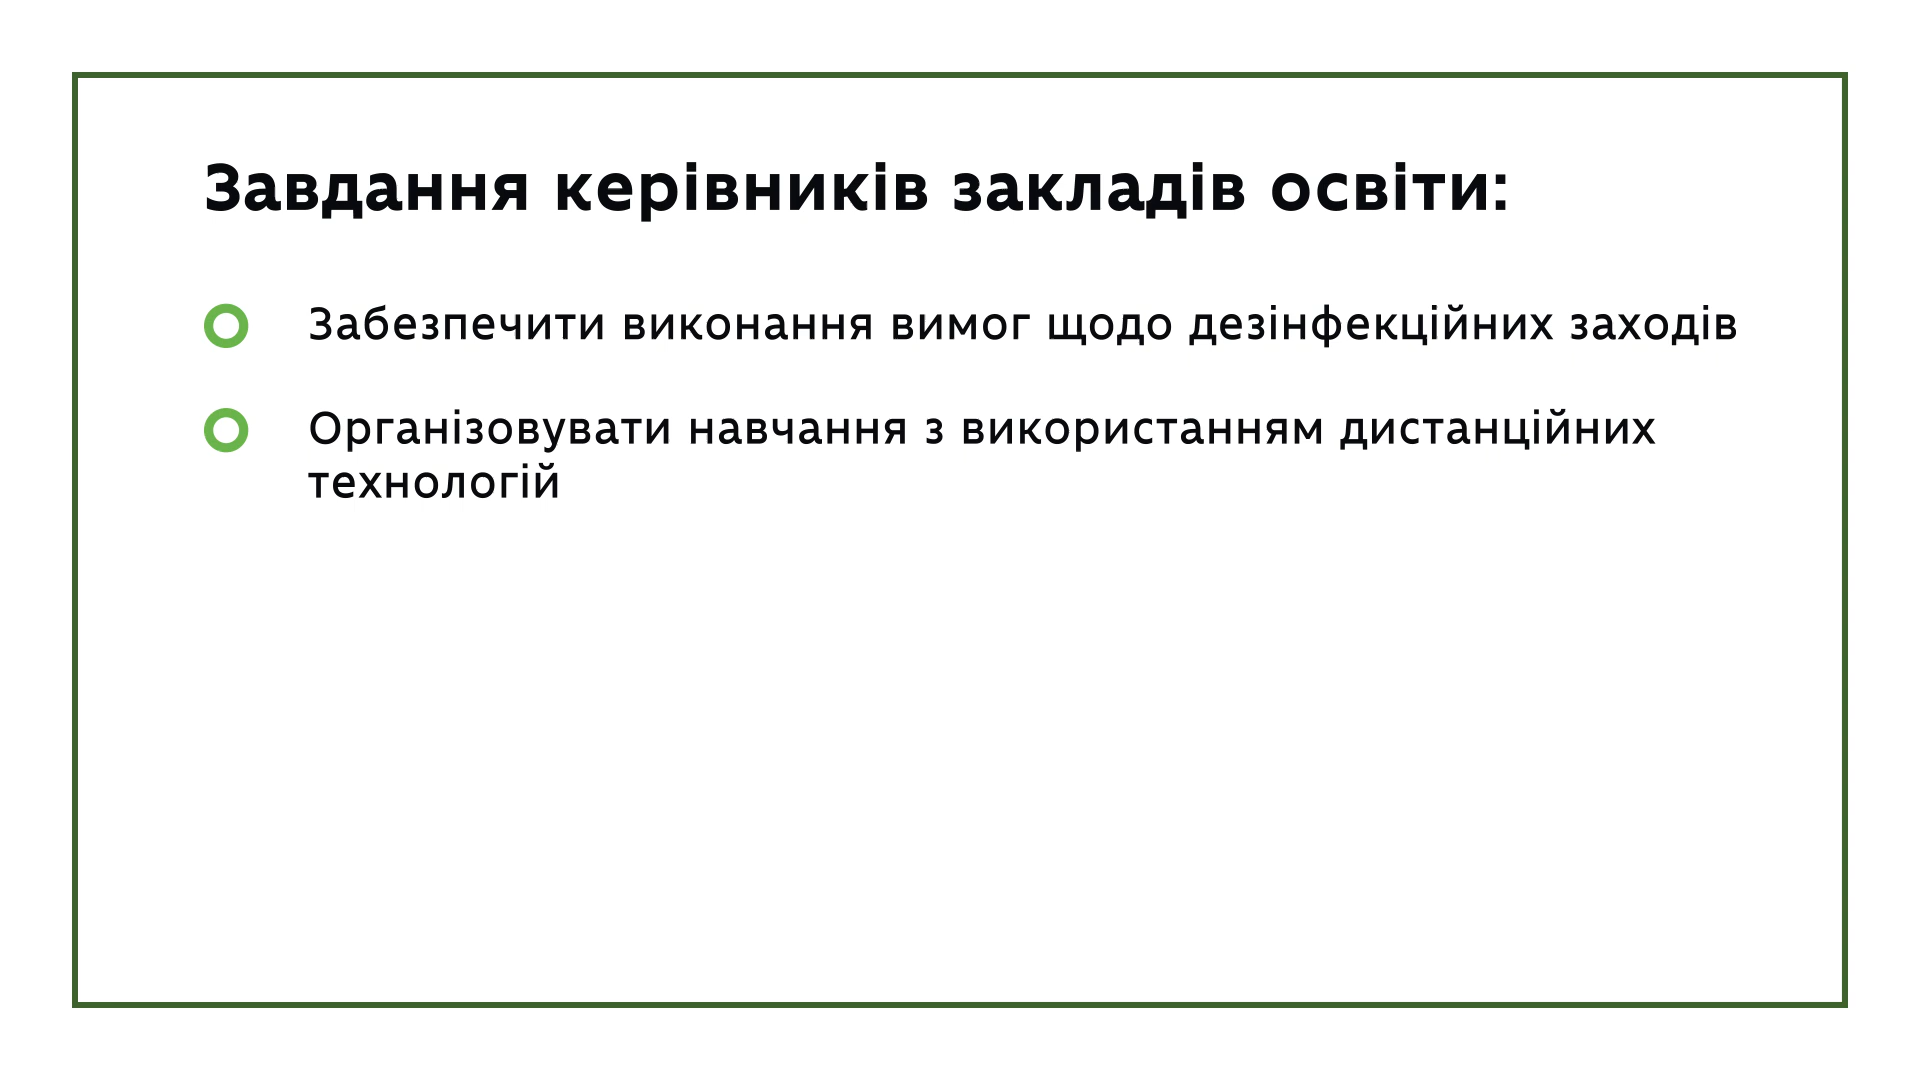 Завдання керівників закладів освіти:
Забезпечити виконання вимог щодо дезінфекційних заходів
Організовувати навчання з використанням дистанційних
технологій